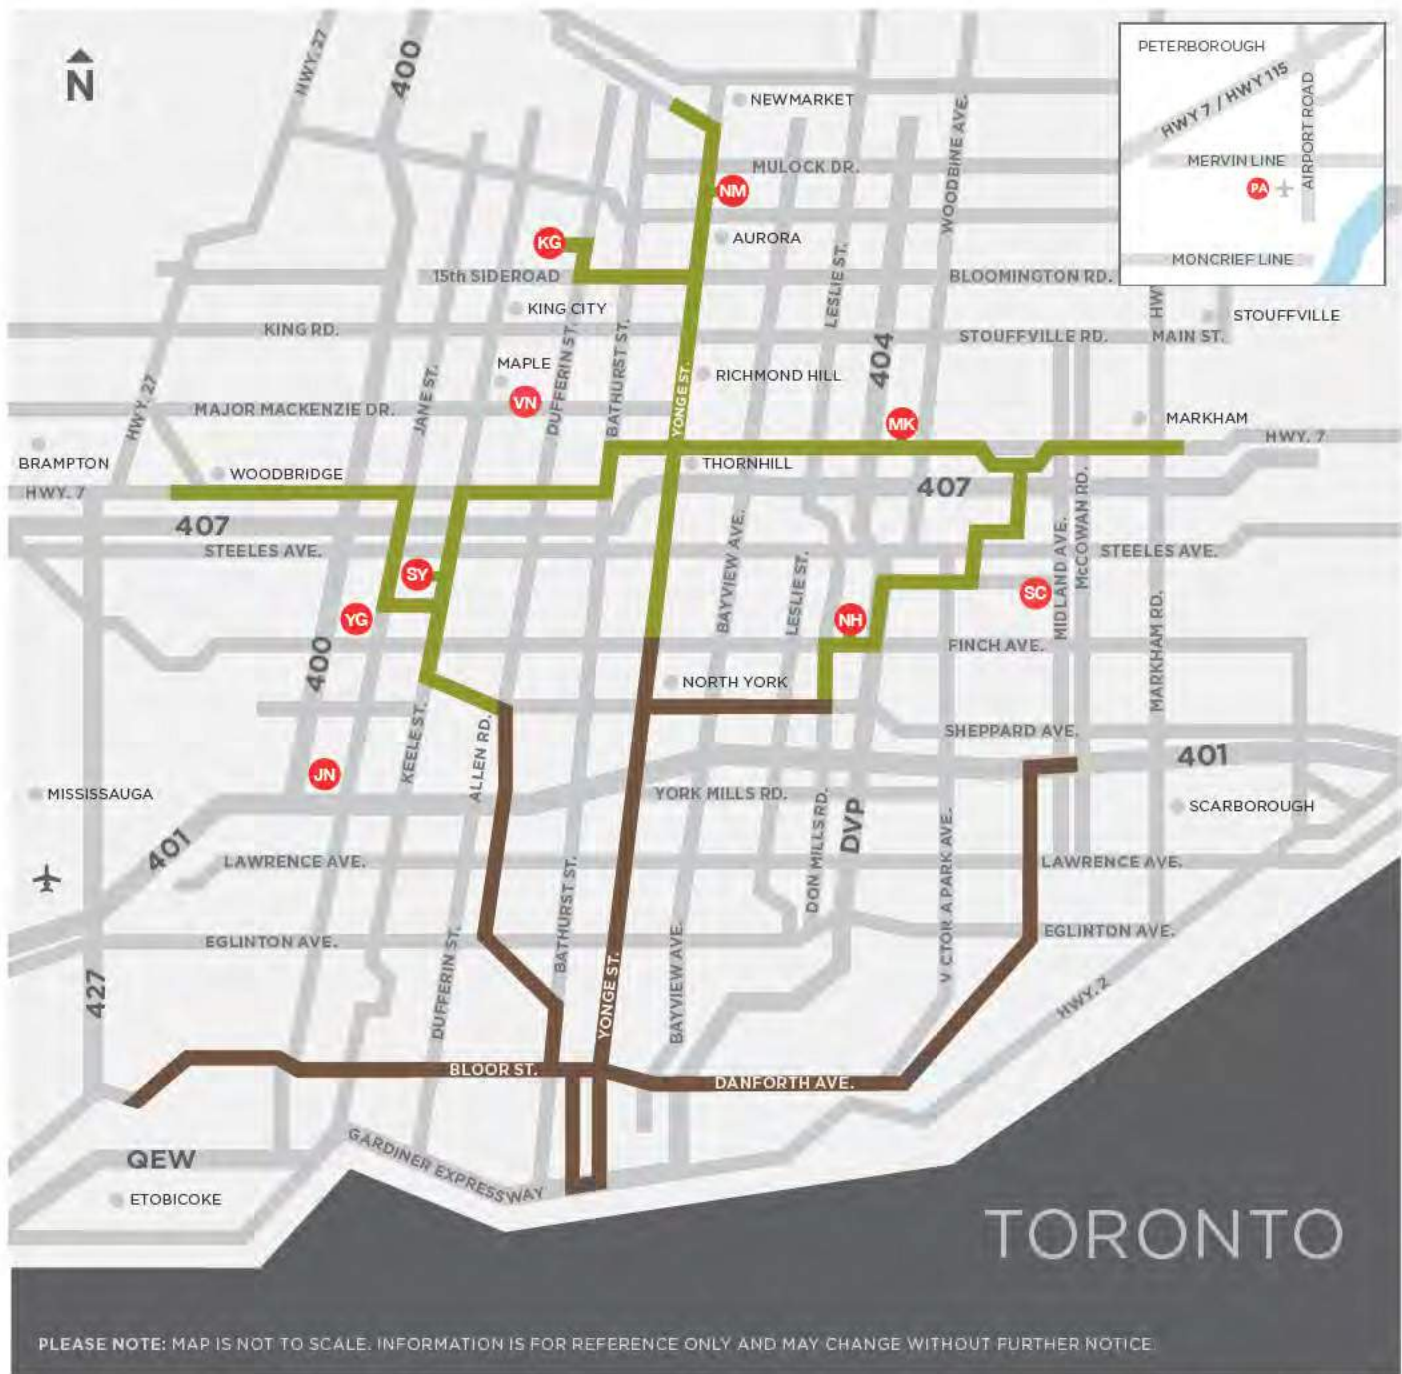 HWY. 27
400
N
NEWMARKET
PETERBOROUGH
HWY 7 / HWY 115
AIRPORT ROAD
MERVIN LINE
PA
MONCRIEF LINE
WOODBINE AVE.
MULOCK DR.
NM
KG
AURORA
LESLIE ST.
15th SIDEROAD
BLOOMINGTON RD.
KING CITY
HWY
STOUFFVILLE
KING RD.
STOUFFVILLE RD.
MAIN ST.
DUFFERIN ST.
BATHURST ST.
404
MAPLE
RICHMOND HILL
JANE ST.
YONGE ST.
HWY. 27
VN
MAJOR MACKENZIE DR.
MK
MARKHAM
HWY. 7
BRAMPTON
WOODBRIDGE
THORNHILL
HWY. 7
407
407
STEELES AVE.
BAYVIEW AVE.
LESLIE ST.
MIDLAND AVE.
McCOWAN RD.
STEELES AVE.
SY
SC
YG
NH
MARKHAM RD.
FINCH AVE.
400
NORTH YORK
KEELE ST.
ALLEN RD.
SHEPPARD AVE.
401
JN
MISSISSAUGA
YORK MILLS RD.
DON MILLS RD.
DVP
SCARBOROUGH
401
LAWRENCE AVE.
LAWRENCE AVE.
BATHURST ST.
V CTOR A PARK AVE.
EGLINTON AVE.
EGLINTON AVE.
427
DUFFERIN ST.
YONGE ST.
BAYVIEW AVE.
HWY. 2
BLOOR ST.
DANFORTH AVE.
QEW
GARDINER EXPRESSWAY
ETOBICOKE
TORONTO
PLEASE NOTE: MAP IS NOT TO SCALE. INFORMATION IS FOR REFERENCE ONLY AND MAY CHANGE WITHOUT FURTHER NOTICE.